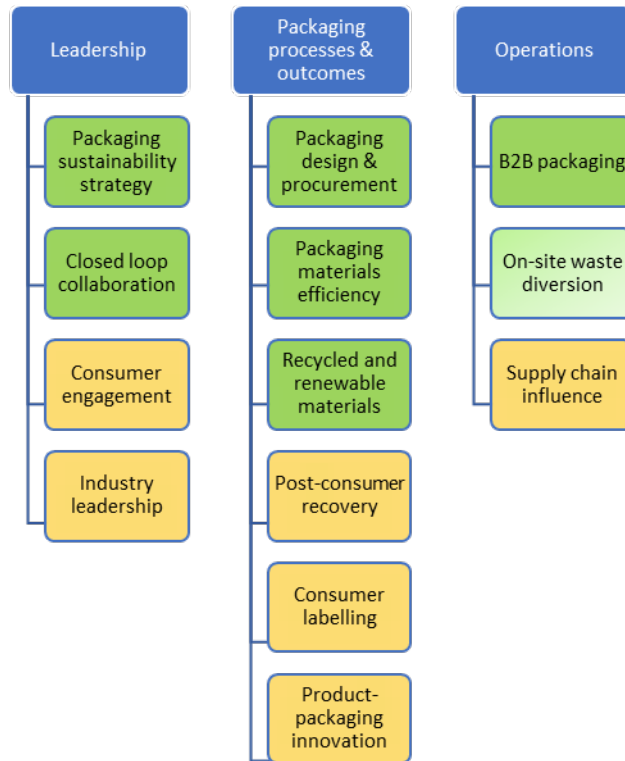 Leadership
Packaging
sustainability
strategy
Closed loop
collaboration
Consumer
engagement
Industry
leadership
Packaging
processes &
outcomes
Packaging
design &
procurement
Packaging
materials
efficiency
Recycled and
renewable
materials
Post-consumer
recovery
Consumer
labelling
Product-
packaging
innovation
Operations
B2B packaging
On-site waste
diversion
Supply chain
influence